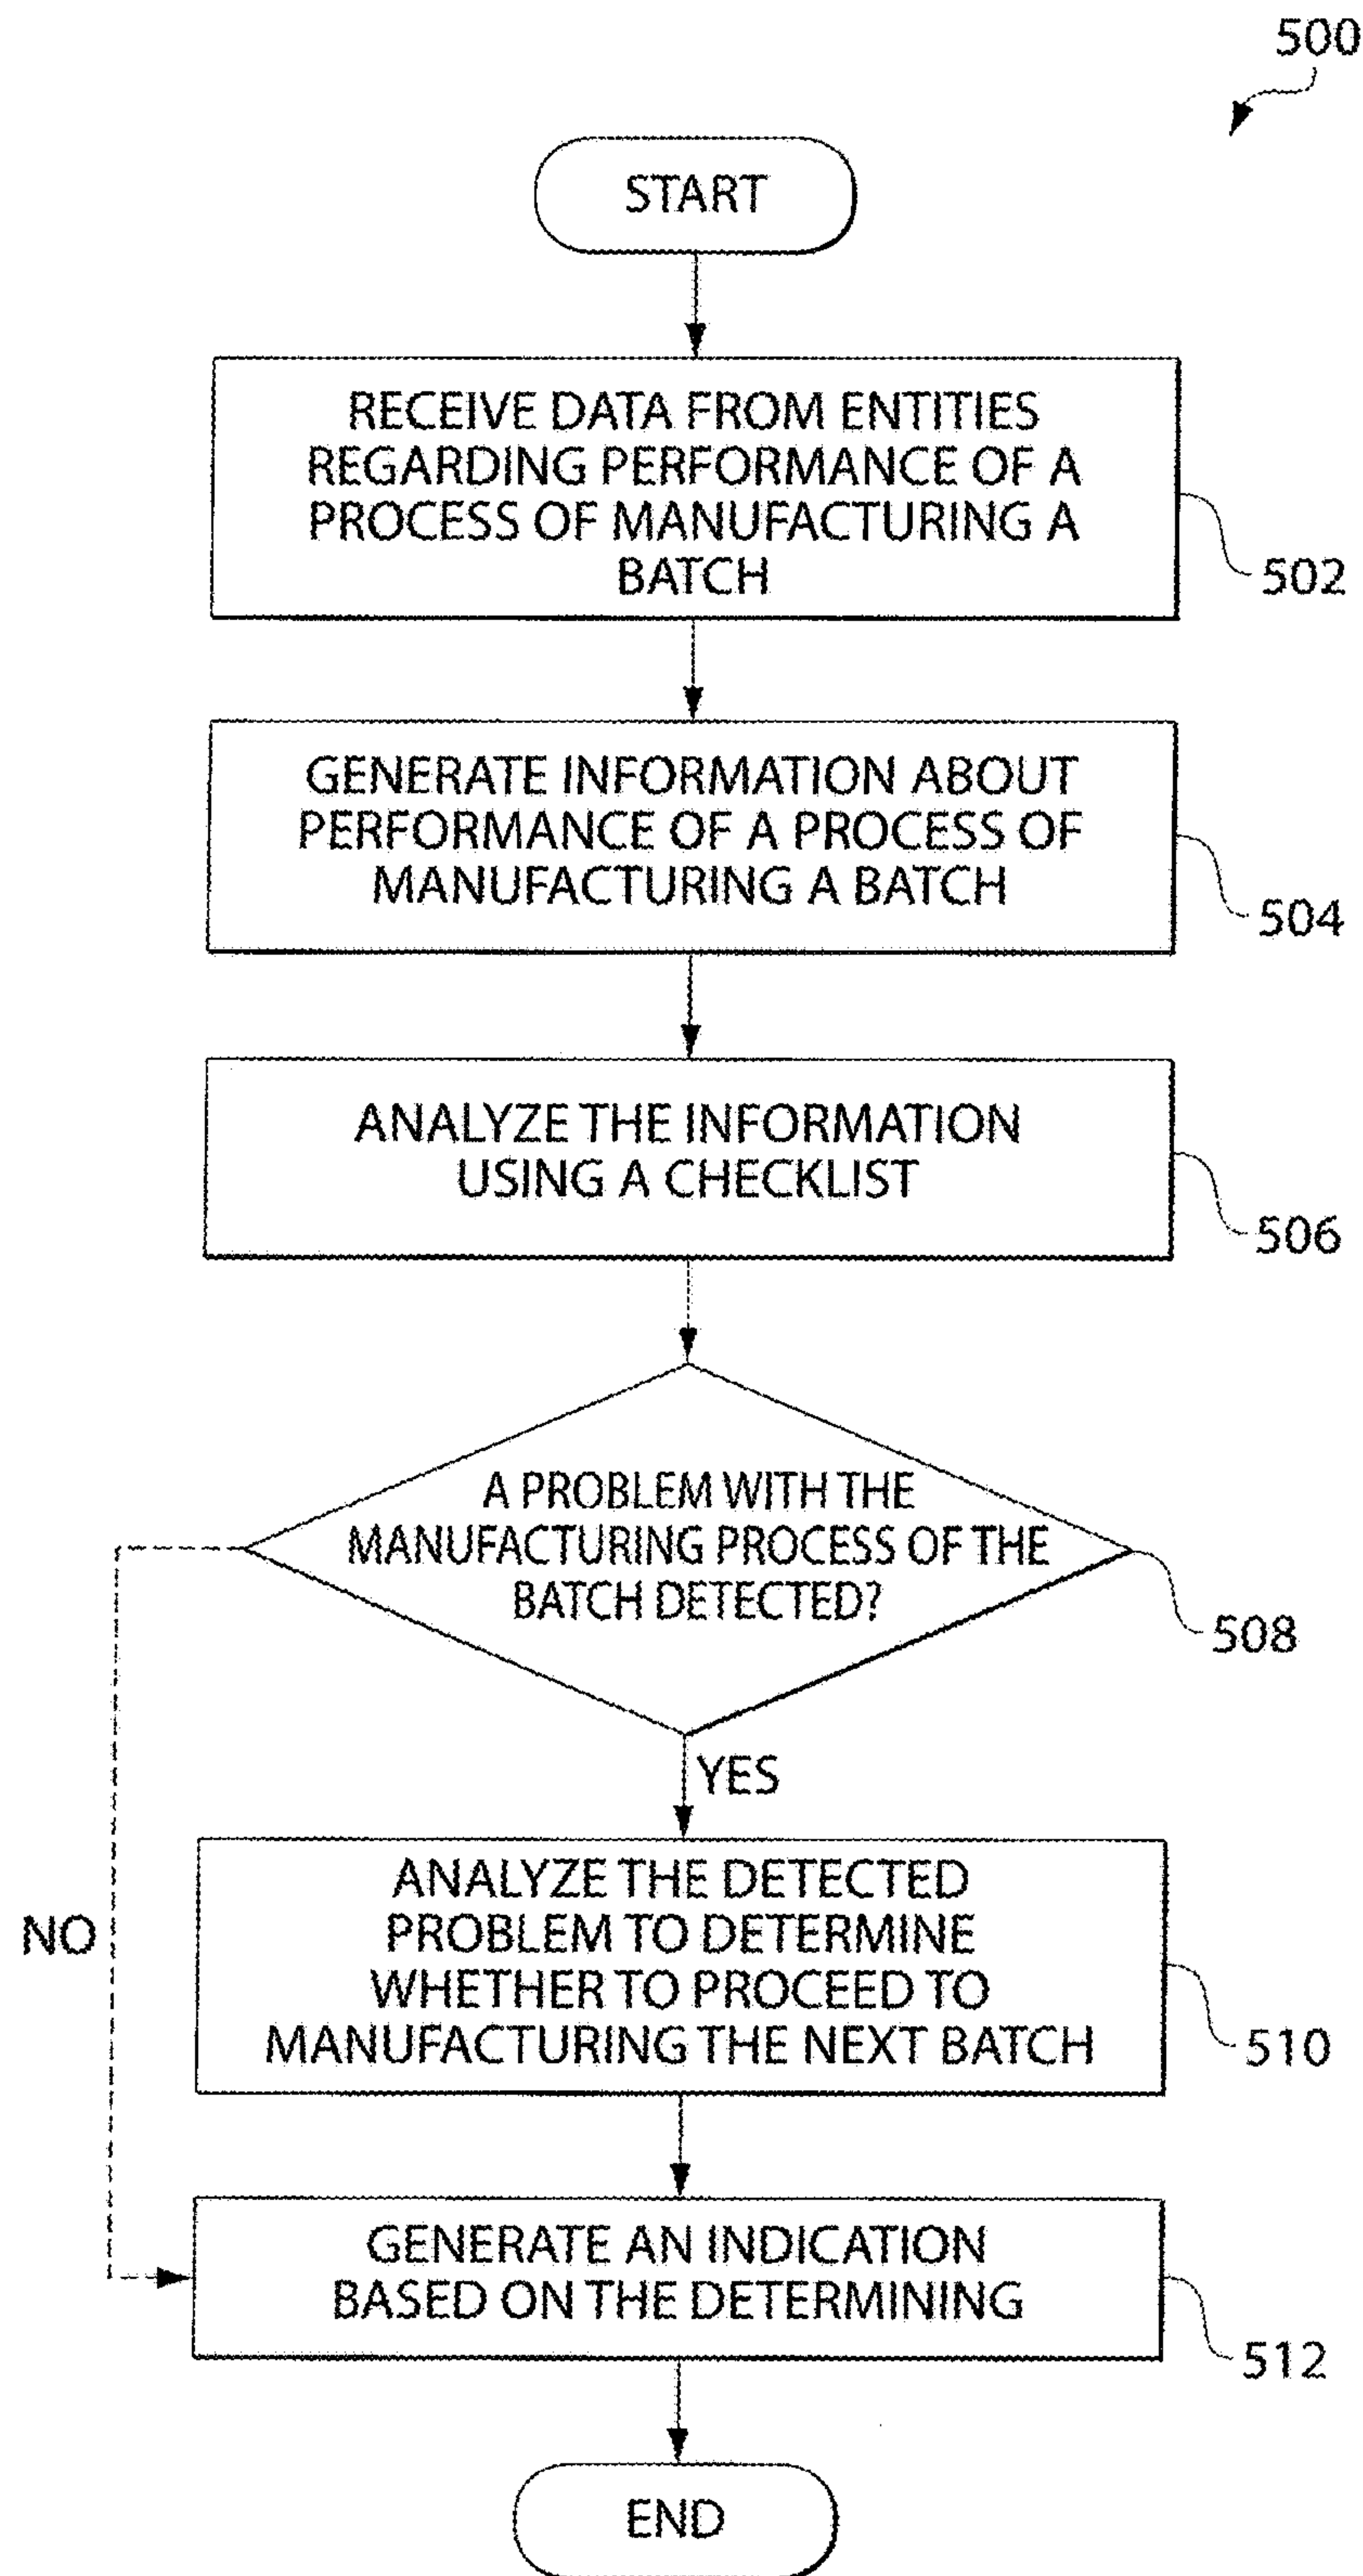 500
START
RECEIVE DATA FROM ENTITIES
REGARDING PERFORMANCE OF A
PROCESS OF MANUFACTURING A
BATCH
502
GENERATE INFORMATION ABOUT
PERFORMANCE OF A PROCESS OF
MANUFACTURING A BATCH
504
ANALYZE THE INFORMATION
USING A CHECKLIST
506
A PROBLEM WITH THE
MANUFACTURING PROCESS OF THE
BATCH DETECTED?
508
YES
NO
ANALYZE THE DETECTED
PROBLEM TO DETERMINE
WHETHER TO PROCEED TO
MANUFACTURING THE NEXT BATCH
510
GENERATE AN INDICATION
BASED ON THE DETERMINING
512
END